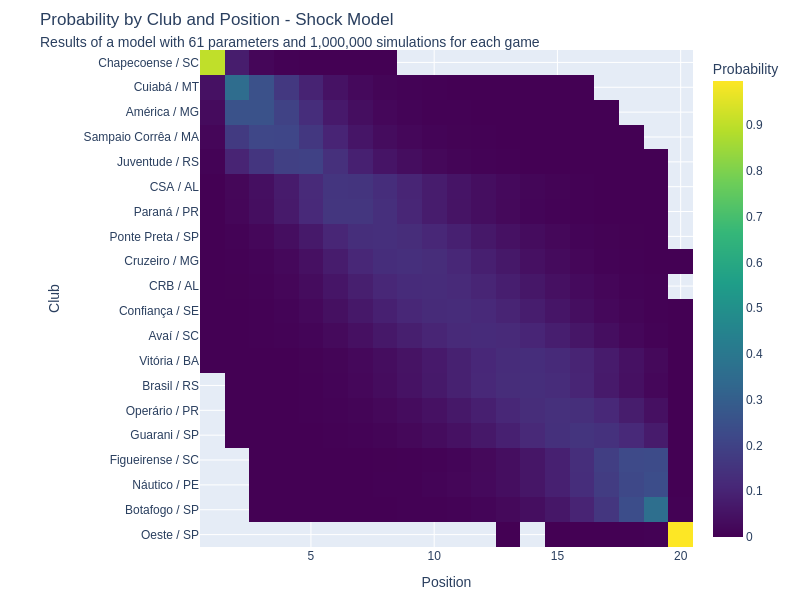 Probability by Club and Position - Shock Model
Results of a model with 61 parameters and 1,000,000 simulations for each game
Probability
Club
Chapecoense / SC
Cuiabá / MT
América / MG
Sampaio Corrêa / MA
Juventude / RS
CSA / AL
Paraná / PR
Ponte Preta / SP
Cruzeiro / MG
CRB / AL
Confiança / SE
Avaí / SC
Vitória / BA
Brasil / RS
Operário / PR
Guarani / SP
Figueirense / SC
Náutico / PE
Botafogo / SP
Oeste / SP
0.9
0.8
0.7
0.6
0.5
0.4
0.3
0.2
0.1
0
5
10
15
20
Position